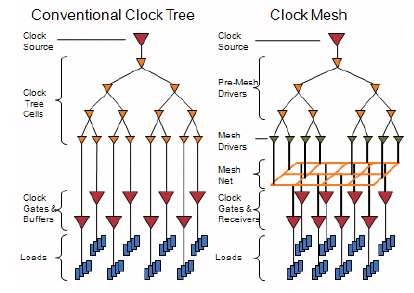 Conventional Clock Tree
Clock Mesh
Clock
Source
Clock
Tree
Cells
Clock
Gates &
Buffers
Loads
Clock
Source
Pre-Mesh
Drivers
Mesh
Drivers
Mesh
Net
Clock
Gates &
Receivers
Loads